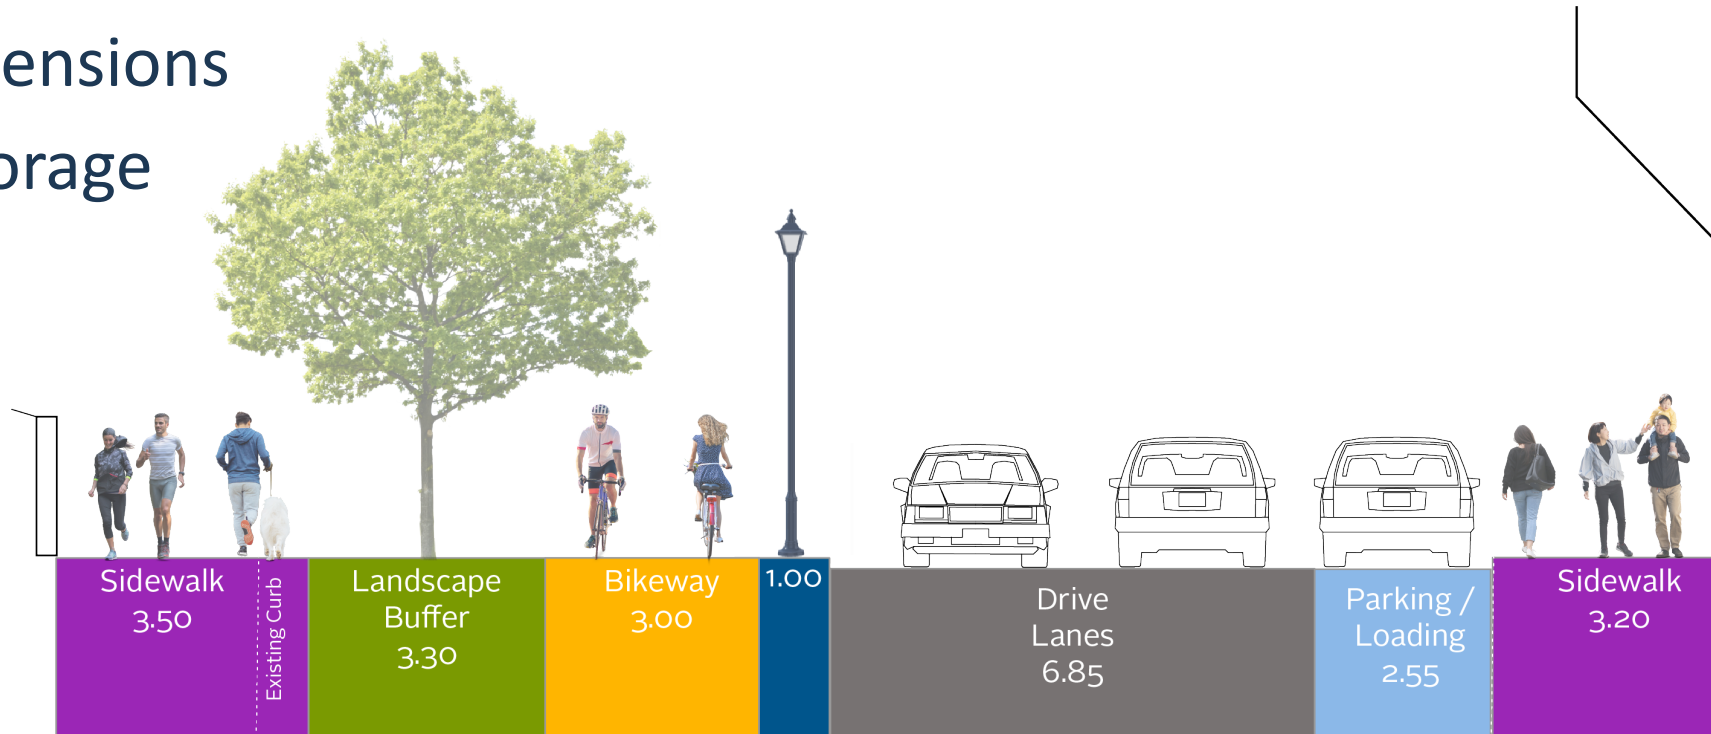 ensions
orage
Sidewalk
3.50
Existing Curb
Landscape
Buffer
3.30
Bikeway
3.00
1.00
Drive
Lanes
6.85
Parking /
Loading
2.55
Sidewalk
3.20